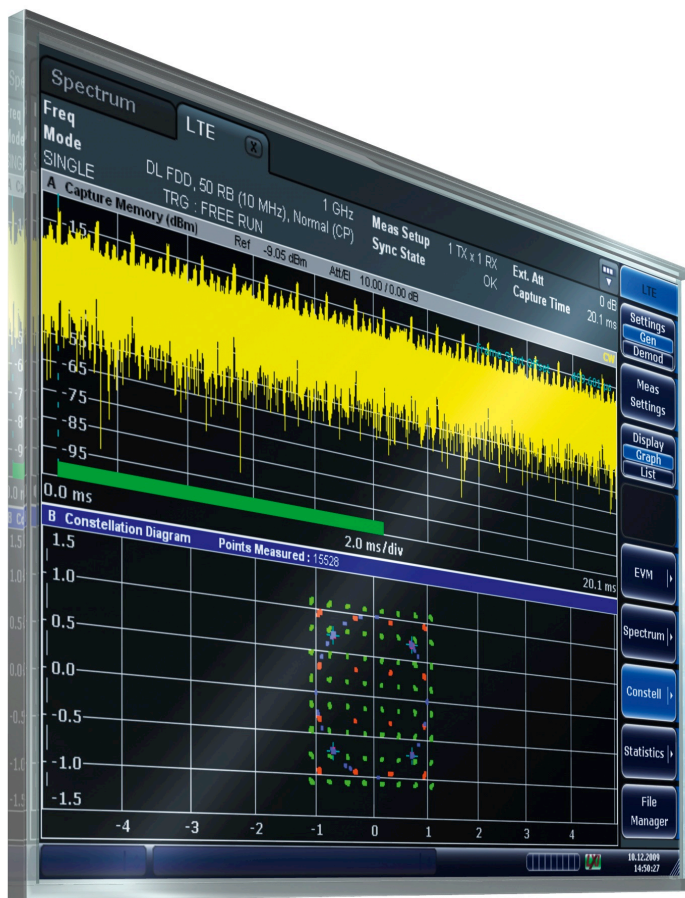 Spectrum
LTE
X
Freq
1 GHz
Meas Setup
1 TX x 1 RX
Ext. Att
0 dB
Mode
DL FDD, 50 RB (10 MHz), Normal (CP)
Sync State
OK
Capture Time
20.1 ms
SINGLE
TRG : FREE RUN
A Capture Memory (dBm)
Ref -9.05 dBm
Att/El 10.00 / 0.00 dB
CW
-15
-65
-75
-85
-95
0.0 ms
2.0 ms/div
20.1 ms
B Constellation Diagram
Points Measured : 15528
1.5
1.0
0.5
0.0
-0.5
-1.0
-1.5
-4
-3
-2
-1
0
1
2
3
4
LTE
Settings
Gen
Demod
Meas
Settings
Display
Graph
List
EVM
Spectrum
Constell
Statistics
File
Manager
10.12.2009
14:50:27